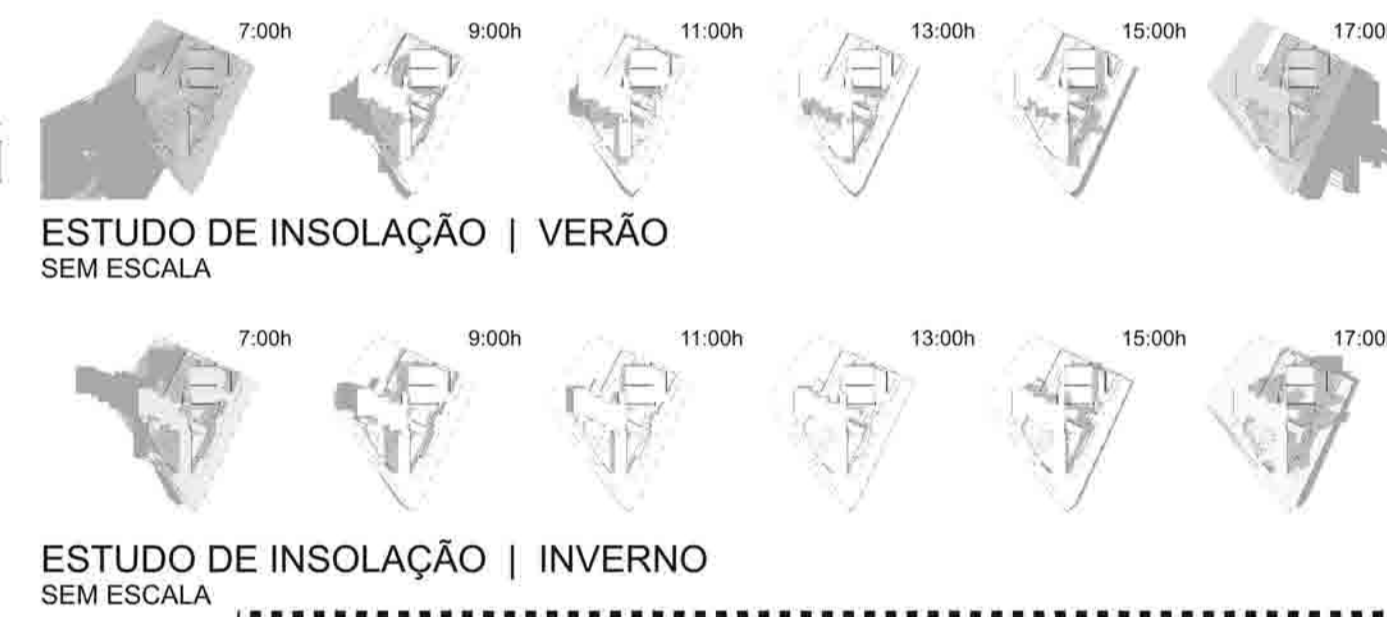 7:00h 9:00h 11:00h 13:00h 15:00h 17:00
ESTUDO DE INSOLAÇÃO | VERÃO
SEM ESCALA
7:00h 9:00h 11:00h 13:00h 15:00h 17:00
ESTUDO DE INSOLAÇÃO | INVERNO
SEM ESCALA